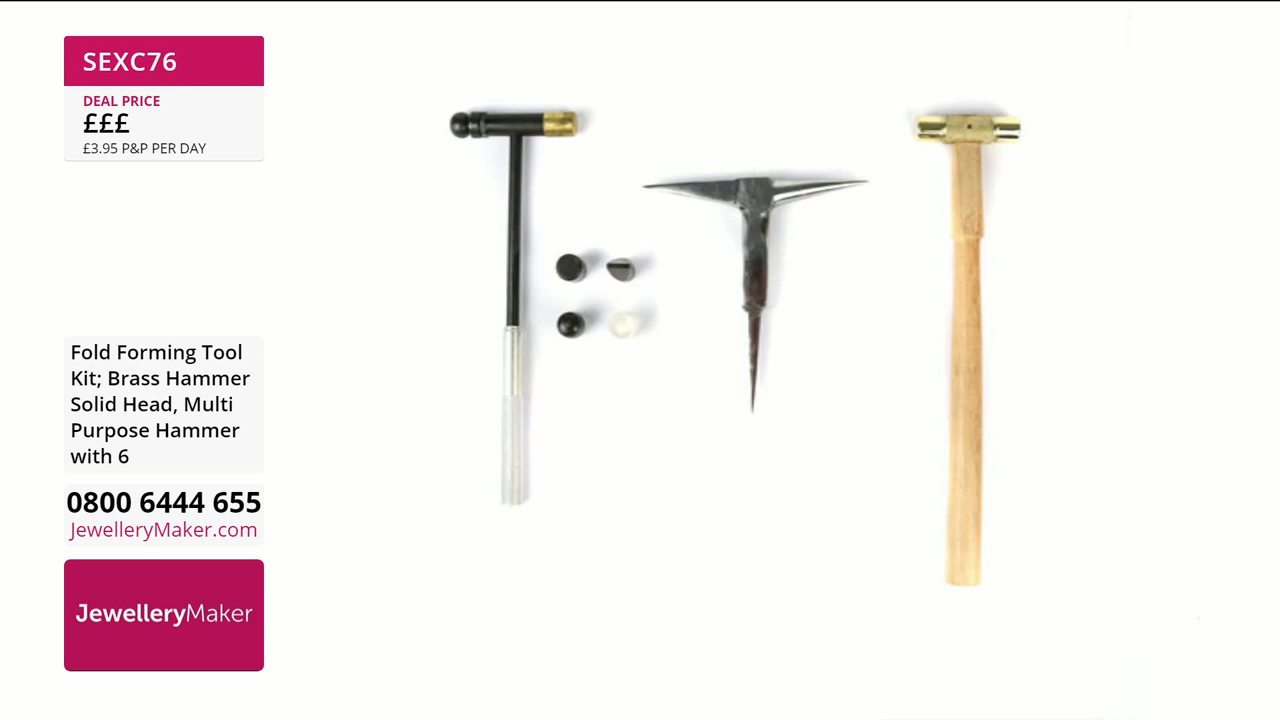 SEXC76
DEAL PRICE
£££
£3.95 P&P PER DAY
Fold Forming Tool
Kit; Brass Hammer
Solid Head, Multi
Purpose Hammer
with 6
0800 6444 655
JewelleryMaker.com
JewelleryMaker